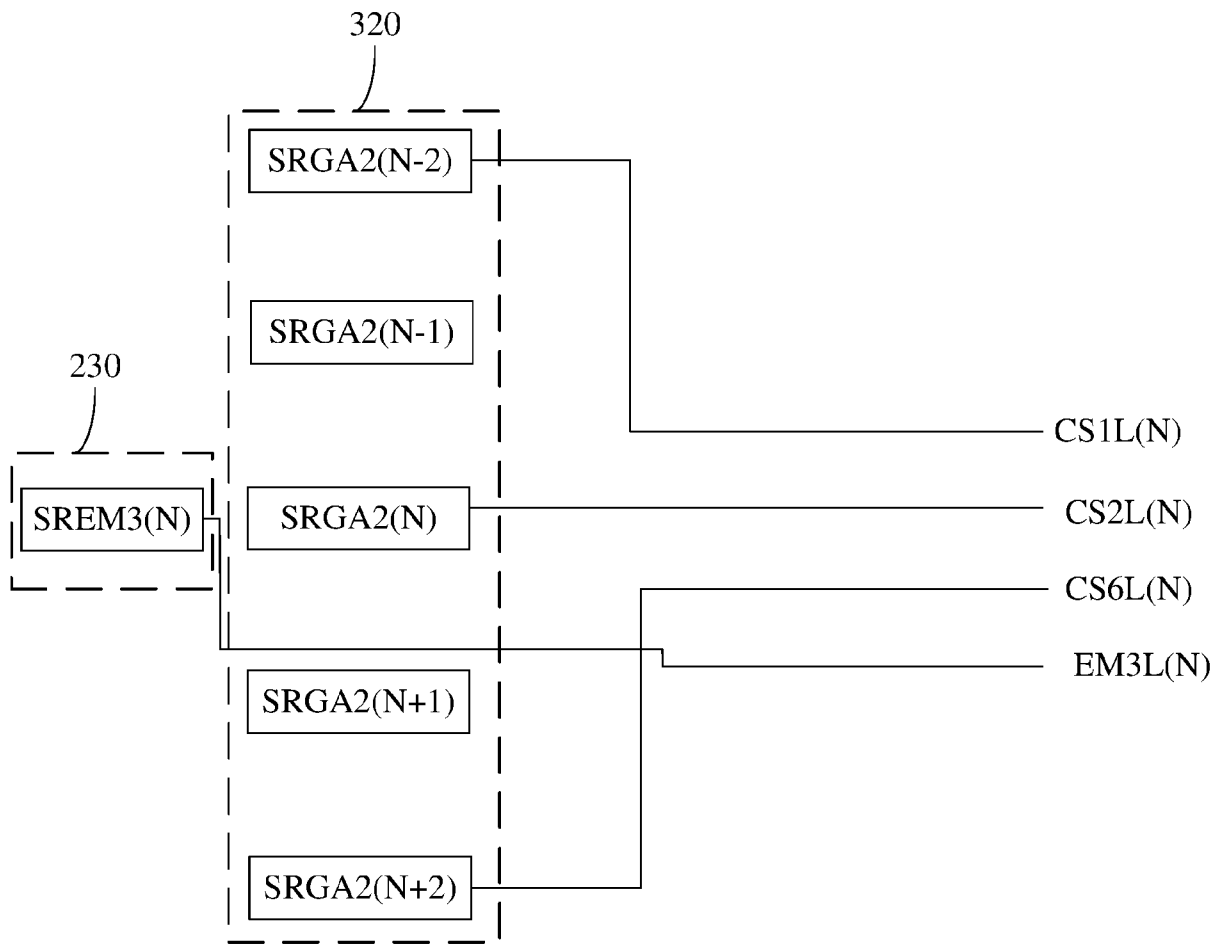 320
SRGA2(N-2)
SRGA2(N-1)
230
CS1L(N)
SREM3(N)
SRGA2(N)
CS2L(N)
CS6L(N)
EM3L(N)
SRGA2(N+1)
SRGA2(N+2)